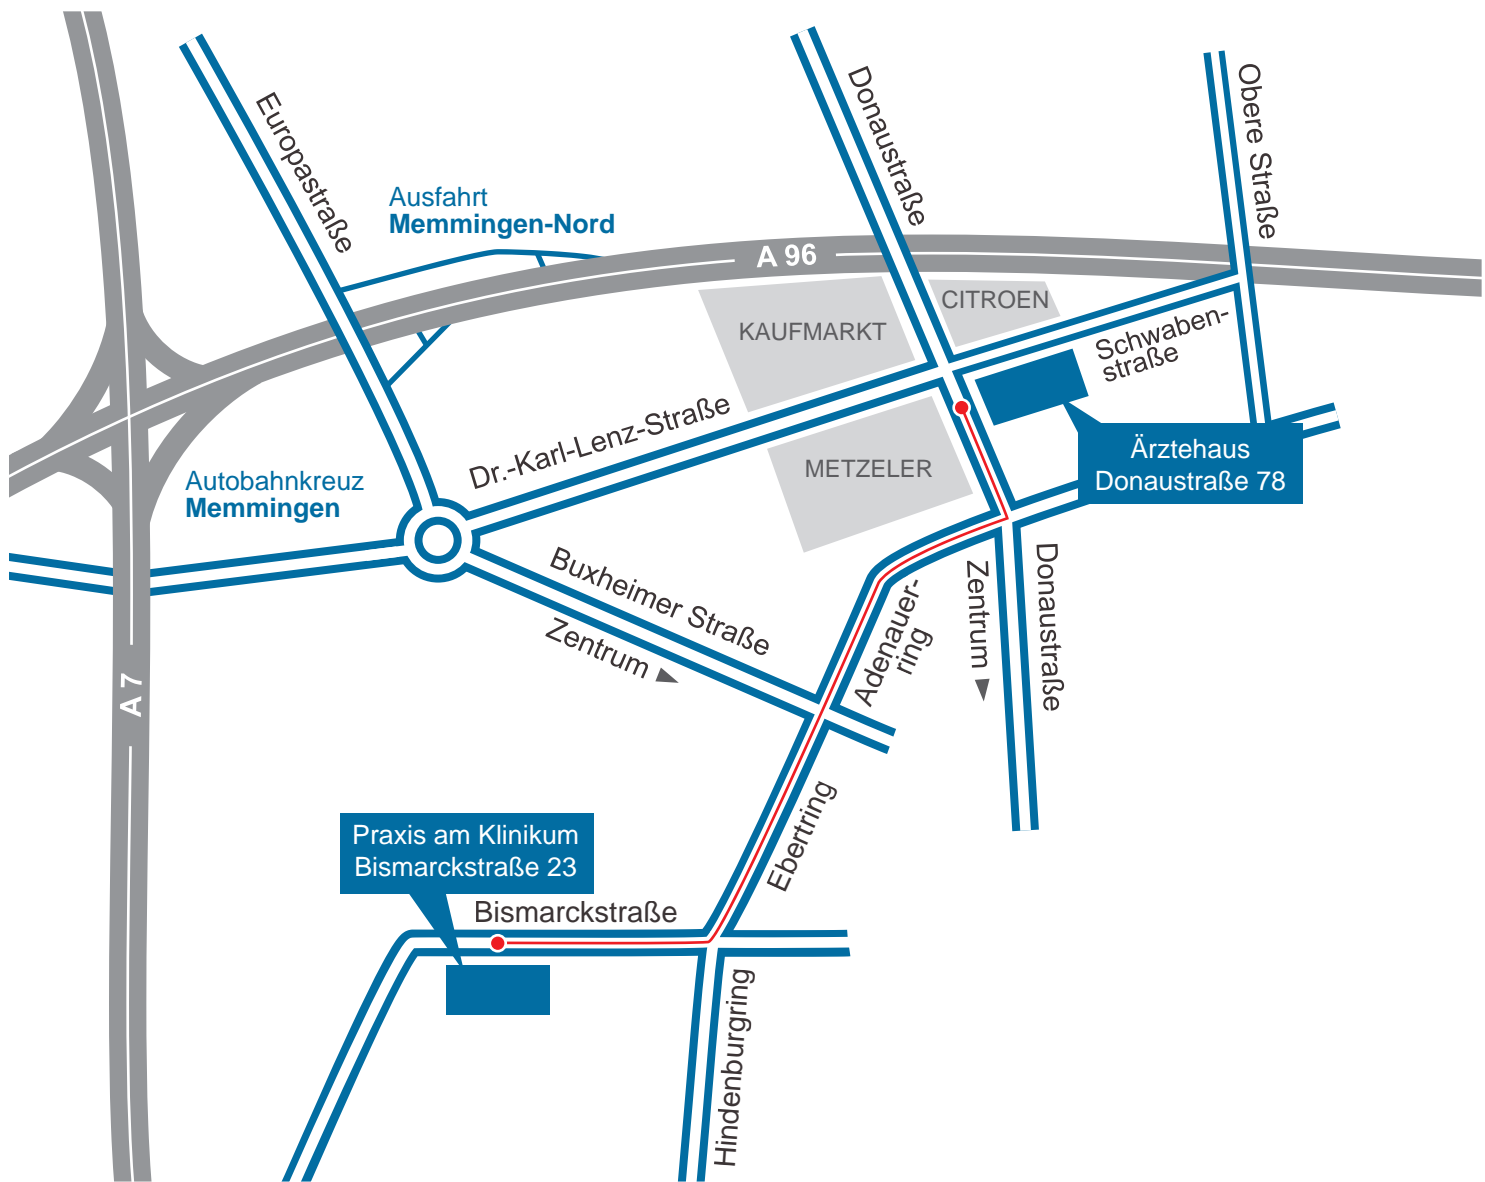 Europastraße
Donaustraße
Obere Straße
Ausfahrt
Memmingen-Nord
A 96
CITROEN
KAUFMARKT
Schwaben-
straße
Dr.-Karl-Lenz-Straße
METZELER
Ärztehaus
Donaustraße 78
Autobahnkreuz
Memmingen
Buxheimer Straße
Zentrum
Adenauer-
ring
Zentrum
Donaustraße
A 7
Ebertring
Praxis am Klinikum
Bismarckstraße 23
Bismarckstraße
Hindenburgring